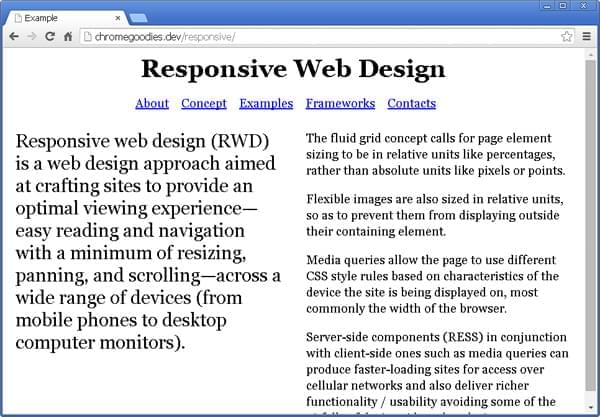 Example
chromegoodies.dev/responsive/
Responsive Web Design
About Concept Examples Frameworks Contacts
Responsive web design (RWD)
is a web design approach aimed
at crafting sites to provide an
optimal viewing experience—
easy reading and navigation
with a minimum of resizing,
panning, and scrolling—across a
wide range of devices (from
mobile phones to desktop
computer monitors).
The fluid grid concept calls for page element
sizing to be in relative units like percentages,
rather than absolute units like pixels or points.
Flexible images are also sized in relative units,
so as to prevent them from displaying outside
their containing element.
Media queries allow the page to use different
CSS style rules based on characteristics of the
device the site is being displayed on, most
commonly the width of the browser.
Server-side components (RESS) in conjunction
with client-side ones such as media queries can
produce faster-loading sites for access over
cellular networks and also deliver richer
functionality / usability avoiding some of the